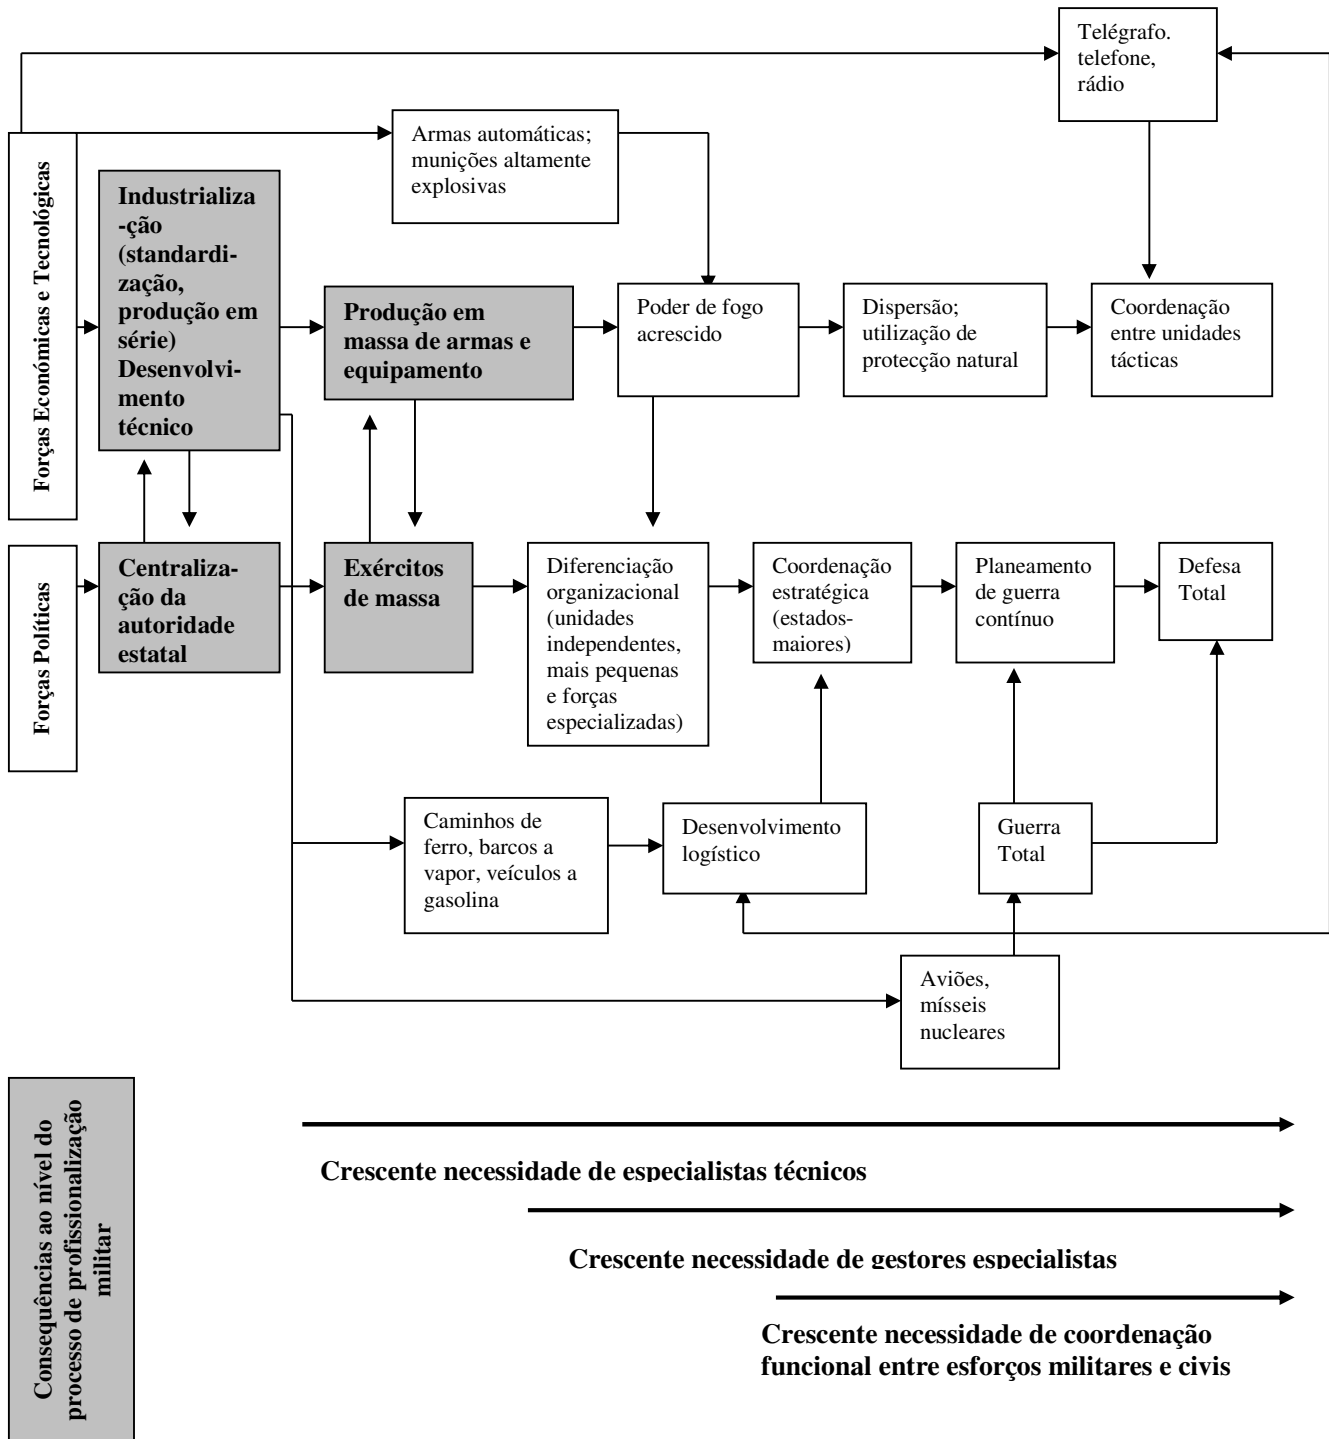 Telégrafo.
telefone,
rádio
Armas automáticas;
munições altamente
explosivas
Forças Económicas e Tecnológicas
Industrializa
-ção
(standardi-
zação,
produção em
série)
Desenvolvi-
mento
técnico
Produção em
massa de armas e
equipamento
Poder de fogo
acrescido
Dispersão;
utilização de
protecção natural
Coordenação
entre unidades
tácticas
Forças Políticas
Centraliza-
ção da
autoridade
estatal
Exércitos
de massa
Diferenciação
organizacional
(unidades
independentes,
mais pequenas
e forças
especializadas)
Coordenação
estratégica
(estados-
maiores)
Planeamento
de guerra
contínuo
Defesa
Total
Caminhos de
ferro, barcos a
vapor, veículos a
gasolina
Desenvolvimento
logístico
Guerra
Total
Aviões,
mísseis
nucleares
Consequências ao nível do
processo de profissionalização
militar
Crescente necessidade de especialistas técnicos
Crescente necessidade de gestores especialistas
Crescente necessidade de coordenação
funcional entre esforços militares e civis